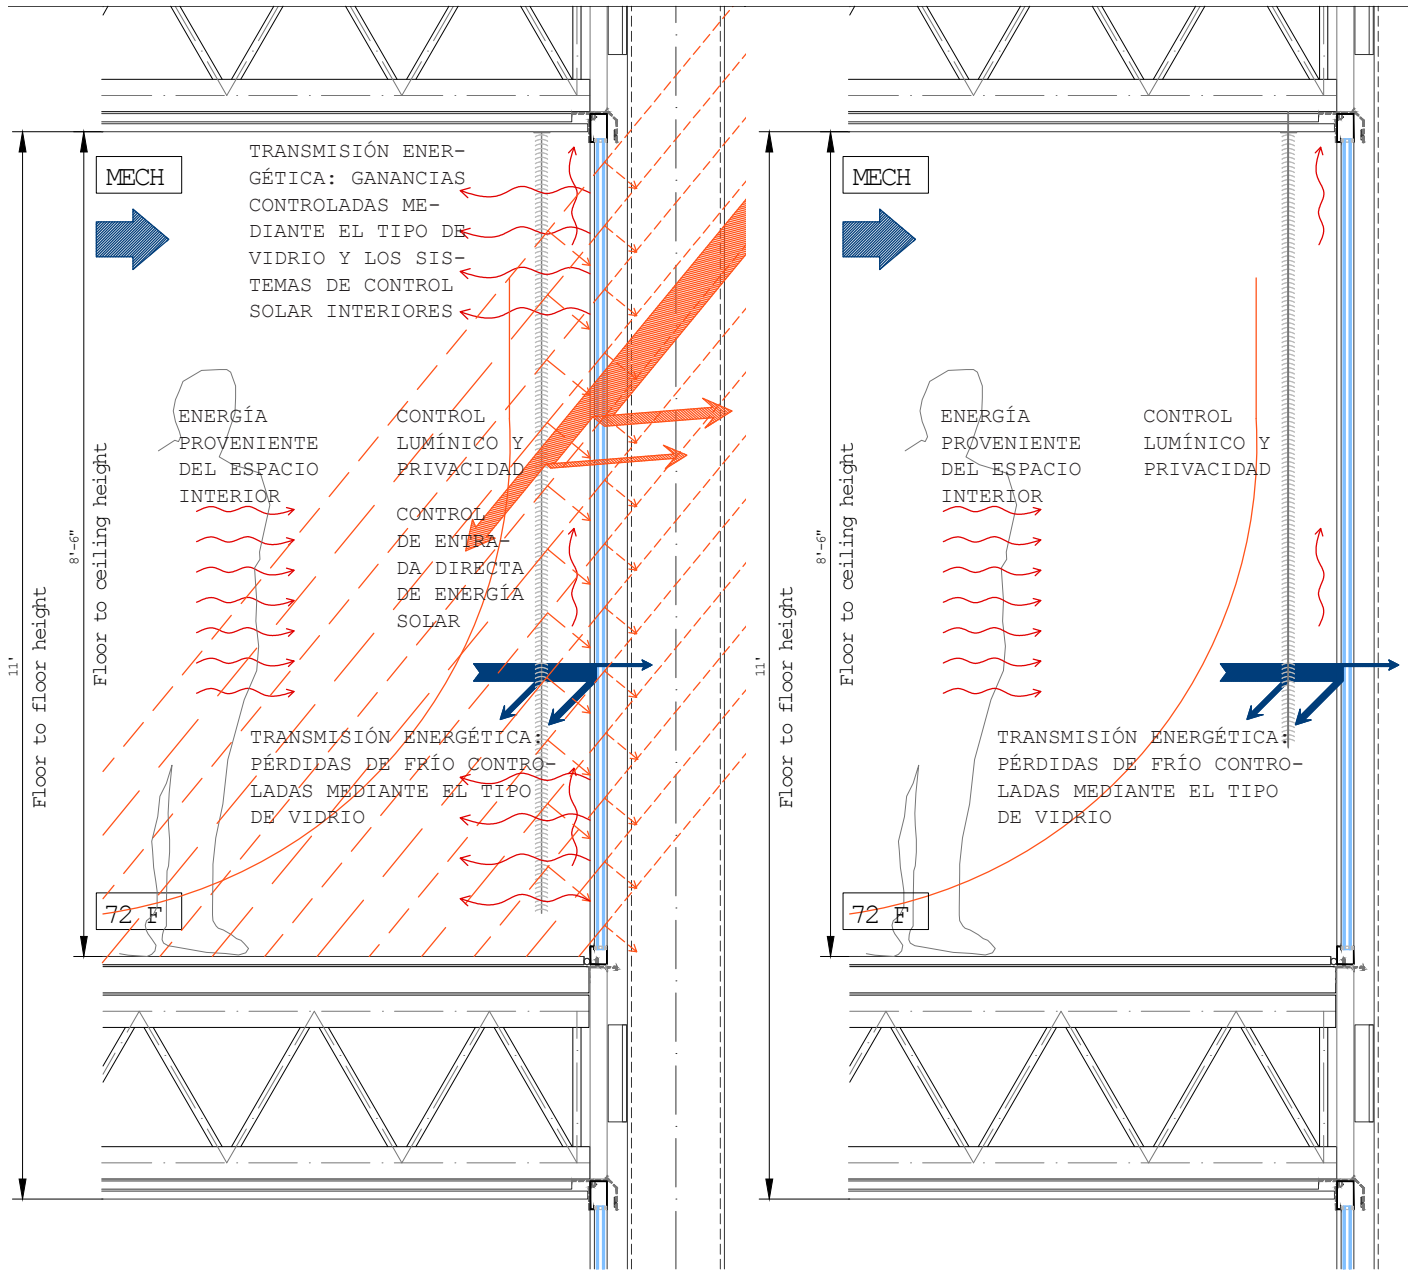 MECH
TRANSMISIÓN ENER-
GÉTICA: GANANCIAS
CONTROLADAS ME-
DIANTE EL TIPO DE
VIDRIO Y LOS SIS-
TEMAS DE CONTROL
SOLAR INTERIORES
ENERGÍA
PROVENIENTE
DEL ESPACIO
INTERIOR
CONTROL
LUMÍNICO Y
PRIVACIDAD
CONTROL
DE ENTRA-
DA DIRECTA
DE ENERGÍA
SOLAR
TRANSMISIÓN ENERGÉTICA:
PÉRDIDAS DE FRÍO CONTRO-
LADAS MEDIANTE EL TIPO
DE VIDRIO
72 F
8'-6"
Floor to ceiling height
11'
Floor to floor height
MECH
ENERGÍA
PROVENIENTE
DEL ESPACIO
INTERIOR
CONTROL
LUMÍNICO Y
PRIVACIDAD
TRANSMISIÓN ENERGÉTICA:
PÉRDIDAS DE FRÍO CONTRO-
LADAS MEDIANTE EL TIPO
DE VIDRIO
72 F
8'-6"
Floor to ceiling height
11'
Floor to floor height